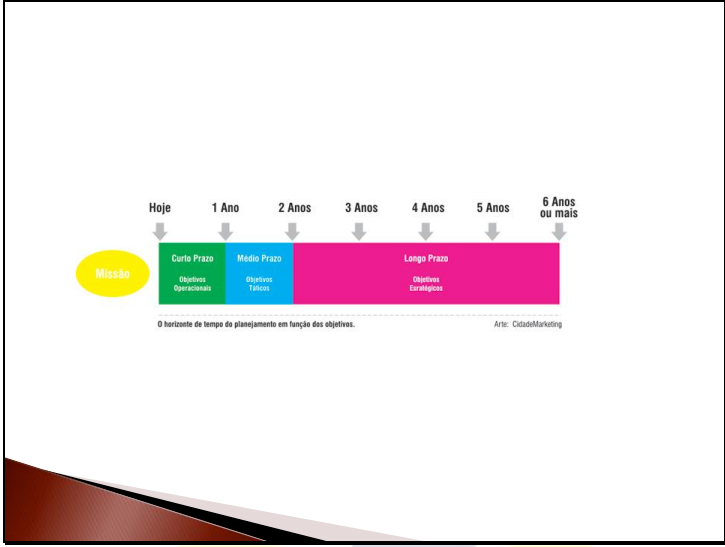 Hoje 1 Ano 2 Anos 3 Anos 4 Anos 5 Anos 6 Anos
ou mais
Missão
Curto Prazo Médio Prazo Longo Prazo
Objetivos Objetivos Objetivos
Operacionais Táticos Euratégicos
O horizonte de tempo do planejamento em função dos objetivos. Arte: CidadeMarketing